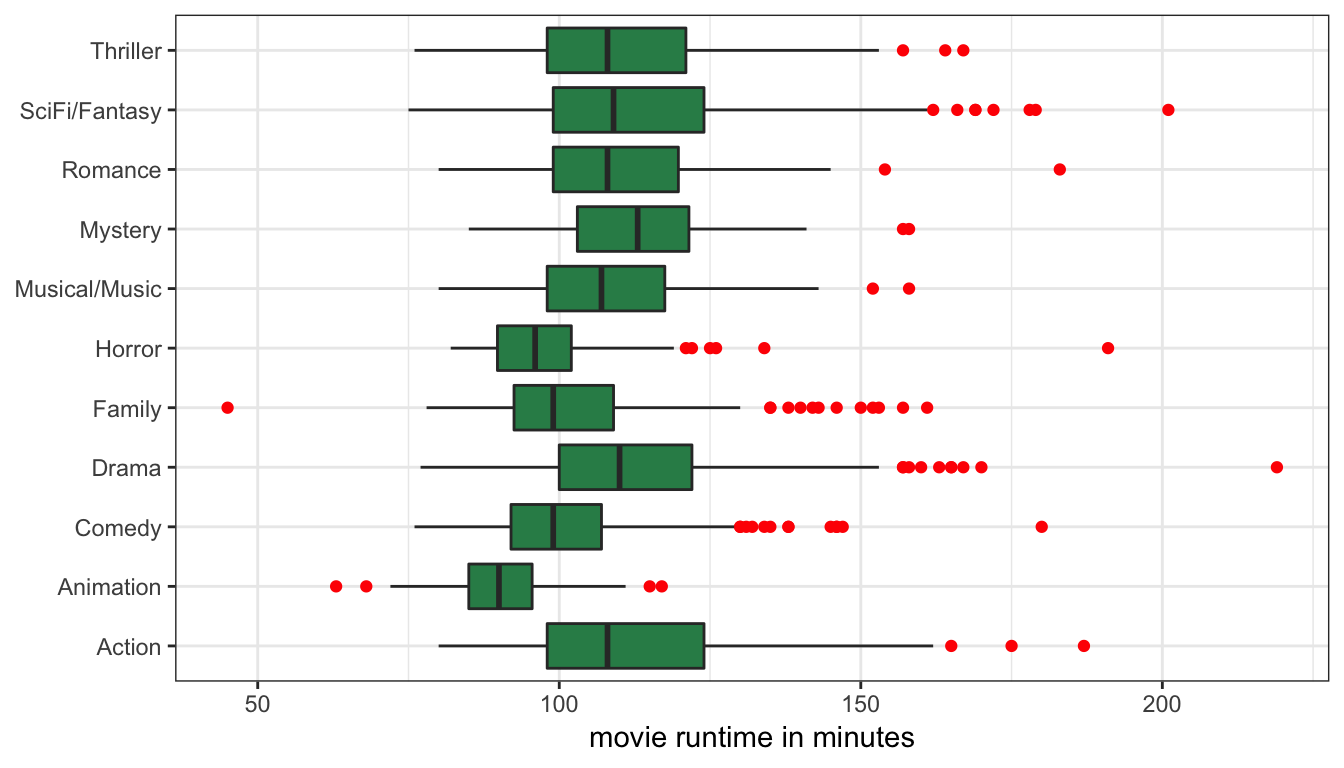 Thriller
SciFi/Fantasy
Romance
Mystery
Musical/Music
Horror
Family
Drama
Comedy
Animation
Action
50 100 150 200
movie runtime in minutes